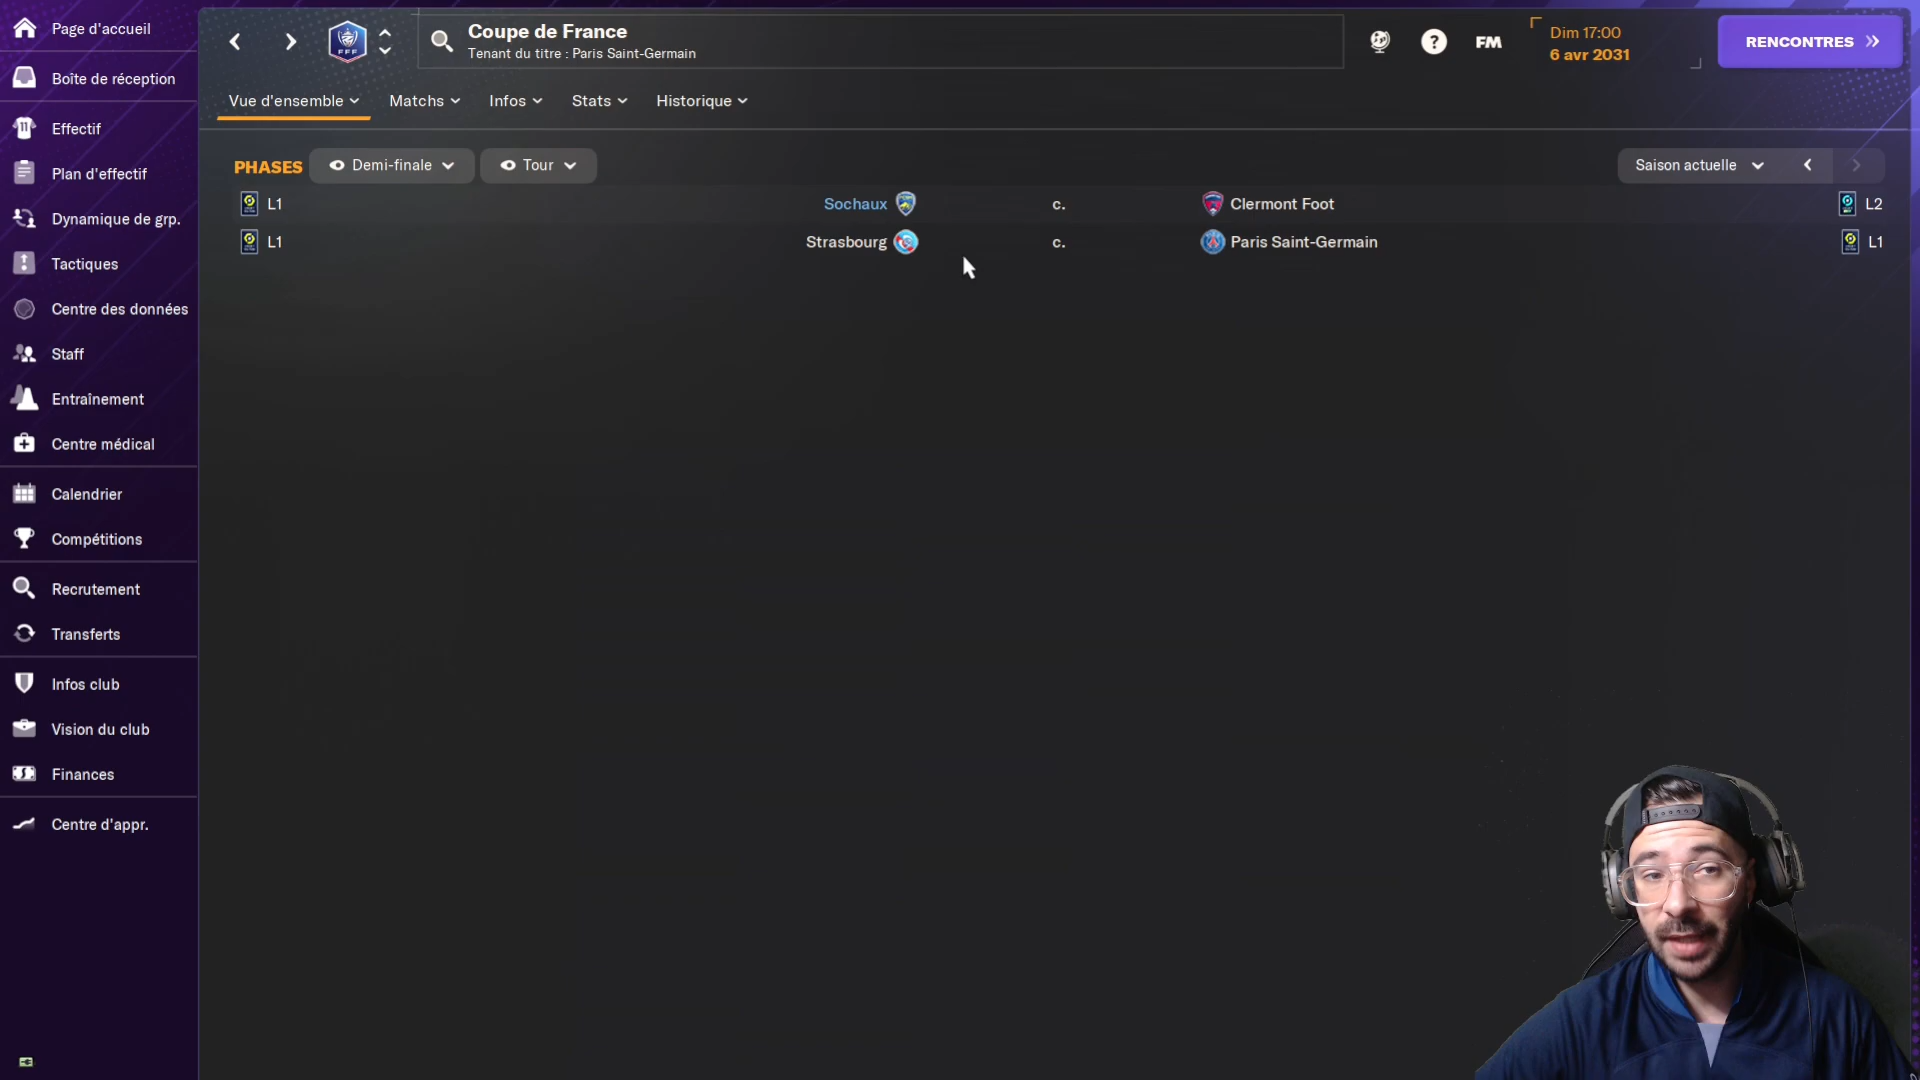 Page d'accueil
Boîte de réception
Effectif
Plan d'effectif
Dynamique de grp.
Tactiques
Centre des données
Staff
Entraînement
Centre médical
Calendrier
Compétitions
Recrutement
Transferts
Infos club
Vision du club
Finances
Centre d'appr.
Coupe de France
Tenant du titre : Paris Saint-Germain
FM
Dim 17:00
6 avr 2031
RENCONTRES
Vue d'ensemble Matchs Infos Stats Historique
PHASES Demi-finale Tour Saison actuelle
L1 Sochaux c. Clermont Foot L2
L1 Strasbourg c. Paris Saint-Germain L1